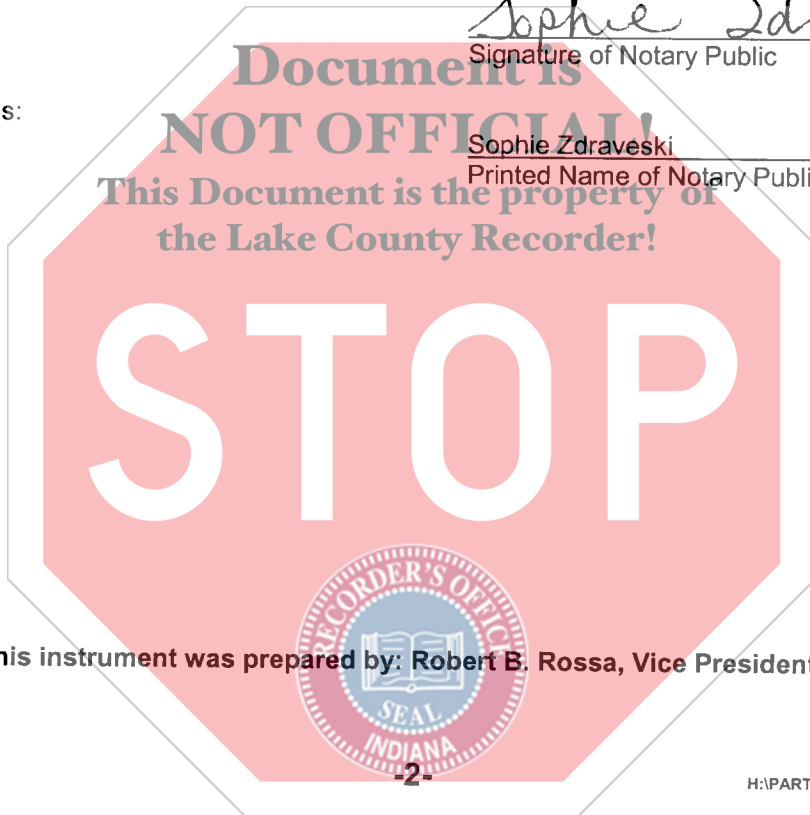 Sophie Zd
Document is
Signature of Notary Public
s:
NOT OFFICIAL!
Sophie Zdraveski
Printed Name of Notary Publi
This Document is the property of
the Lake County Recorder!
STOP
RECORDER'S OFFICE
his instrument was prepared by: Robert B. Rossa, Vice President
SEAL
INDIANA
-2-
H:\PART